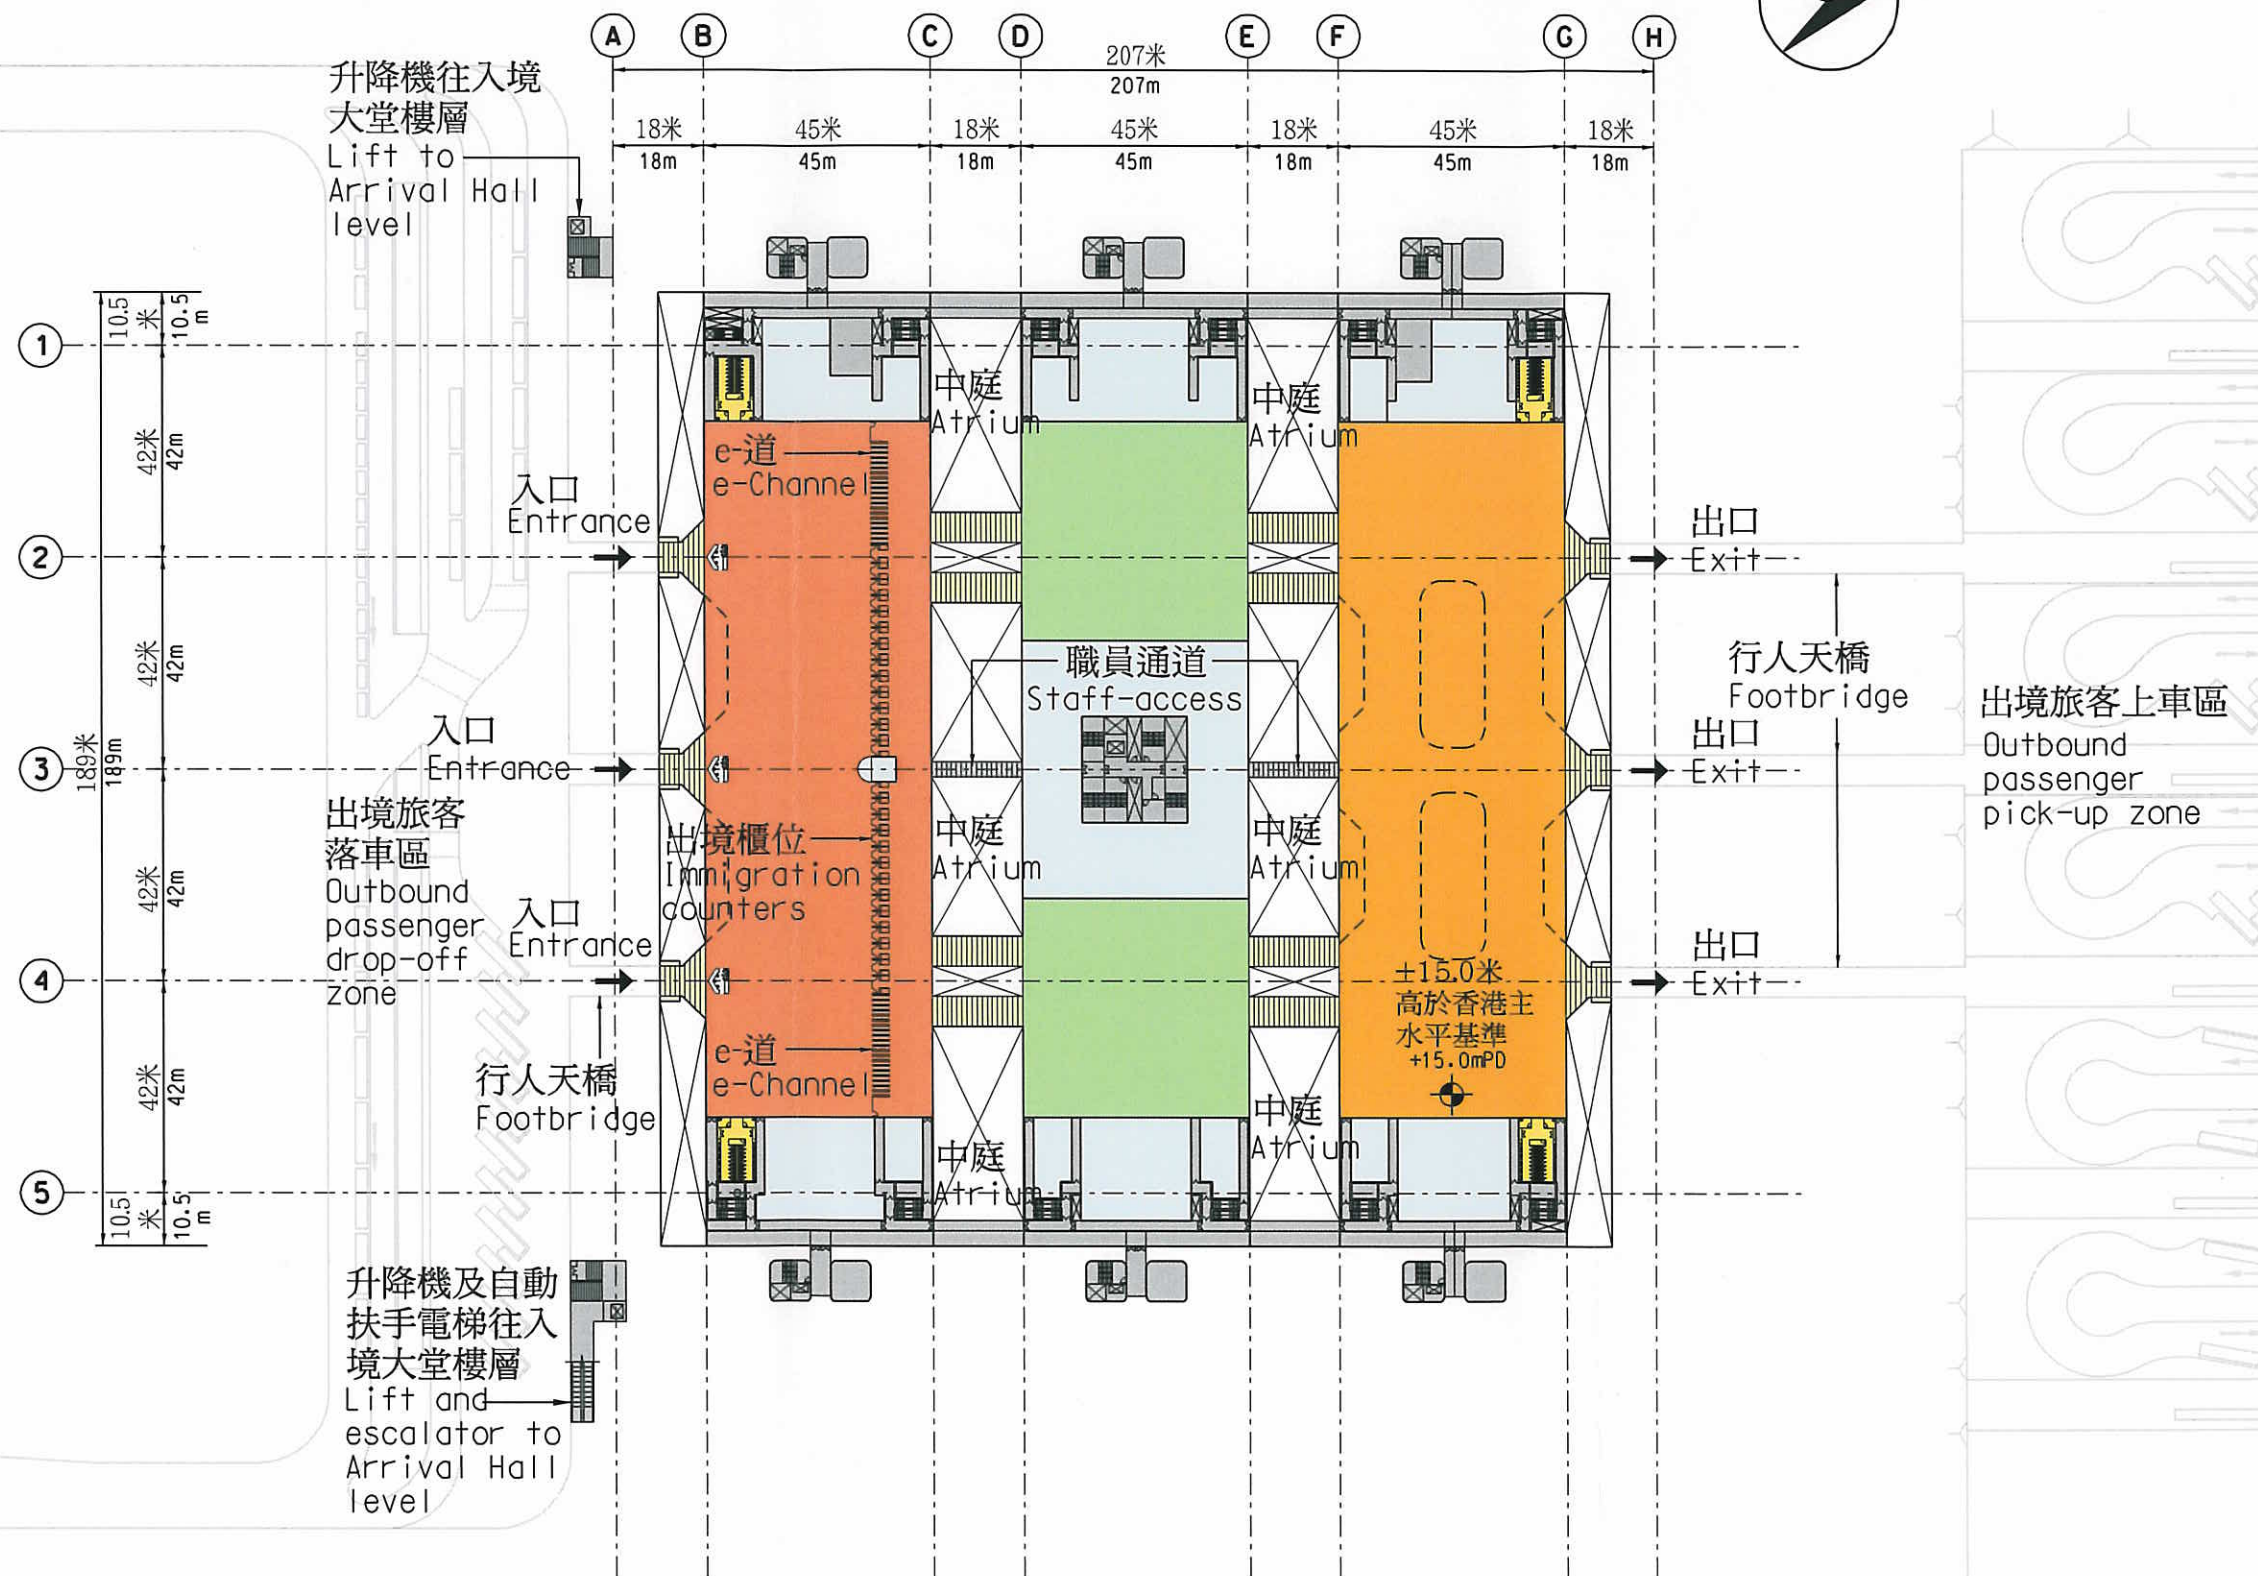 A B C D E F G H
207米
207m
18米 45米 18米 45米 18米 45米 18米
18m 45m 18m 45m 18m 45m 18m
升降機往入境
大堂樓層
Lift to
Arrival Hall
level
10.5
米
10.5
m
1
42米
42m
2
42米
42m
189米
189m
3
42米
42m
4
42米
42m
5
10.5
米
10.5
m
中庭
Atrium
中庭
Atrium
e-道
e-Channel
入口
Entrance
出口
Exit
職員通道
Staff-access
行人天橋
Footbridge
出境旅客上車區
Outbound
passenger
pick-up zone
入口
Entrance
出口
Exit
出境旅客
落車區
Outbound
passenger
drop-off
zone
出境櫃位
Immigration
counters
中庭
Atrium
中庭
Atrium
入口
Entrance
出口
Exit
±15.0米
高於香港主
水平基準
+15.0mPD
e-道
e-Channel
行人天橋
Footbridge
中庭
Atrium
中庭
Atrium
升降機及自動
扶手電梯往入
境大堂樓層
Lift and
escalator to
Arrival Hall
level